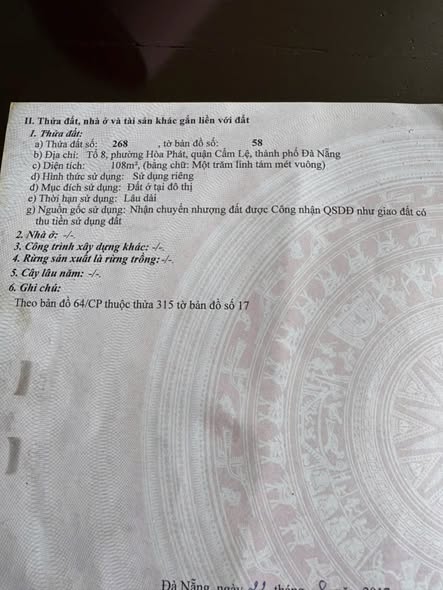 II. Thửa đất, nhà ở và tài sản khác gắn liền với đất
1. Thửa đất:
a) Thửa đất số: 268 , tờ bản đồ số: 58
b) Địa chỉ: Tổ 8, phường Hòa Phát, quận Cẩm Lệ, thành phố Đà Nẵng
c) Diện tích: 108m², (bằng chữ: Một trăm linh tám mét vuông)
d) Hình thức sử dụng: Sử dụng riêng
đ) Mục đích sử dụng: Đất ở tại đô thị
e) Thời hạn sử dụng: Lâu dài
g) Nguồn gốc sử dụng: Nhận chuyển nhượng đất được Công nhận QSDĐ như giao đất có
thu tiền sử dụng đất
2. Nhà ở: -/-.
3. Công trình xây dựng khác: -/-.
4. Rừng sản xuất là rừng trồng: -/-.
5. Cây lâu năm: -/-.
6. Ghi chú:
Theo bản đồ 64/CP thuộc thửa 315 tờ bản đồ số 17
Đà Nẵng, ngày tháng